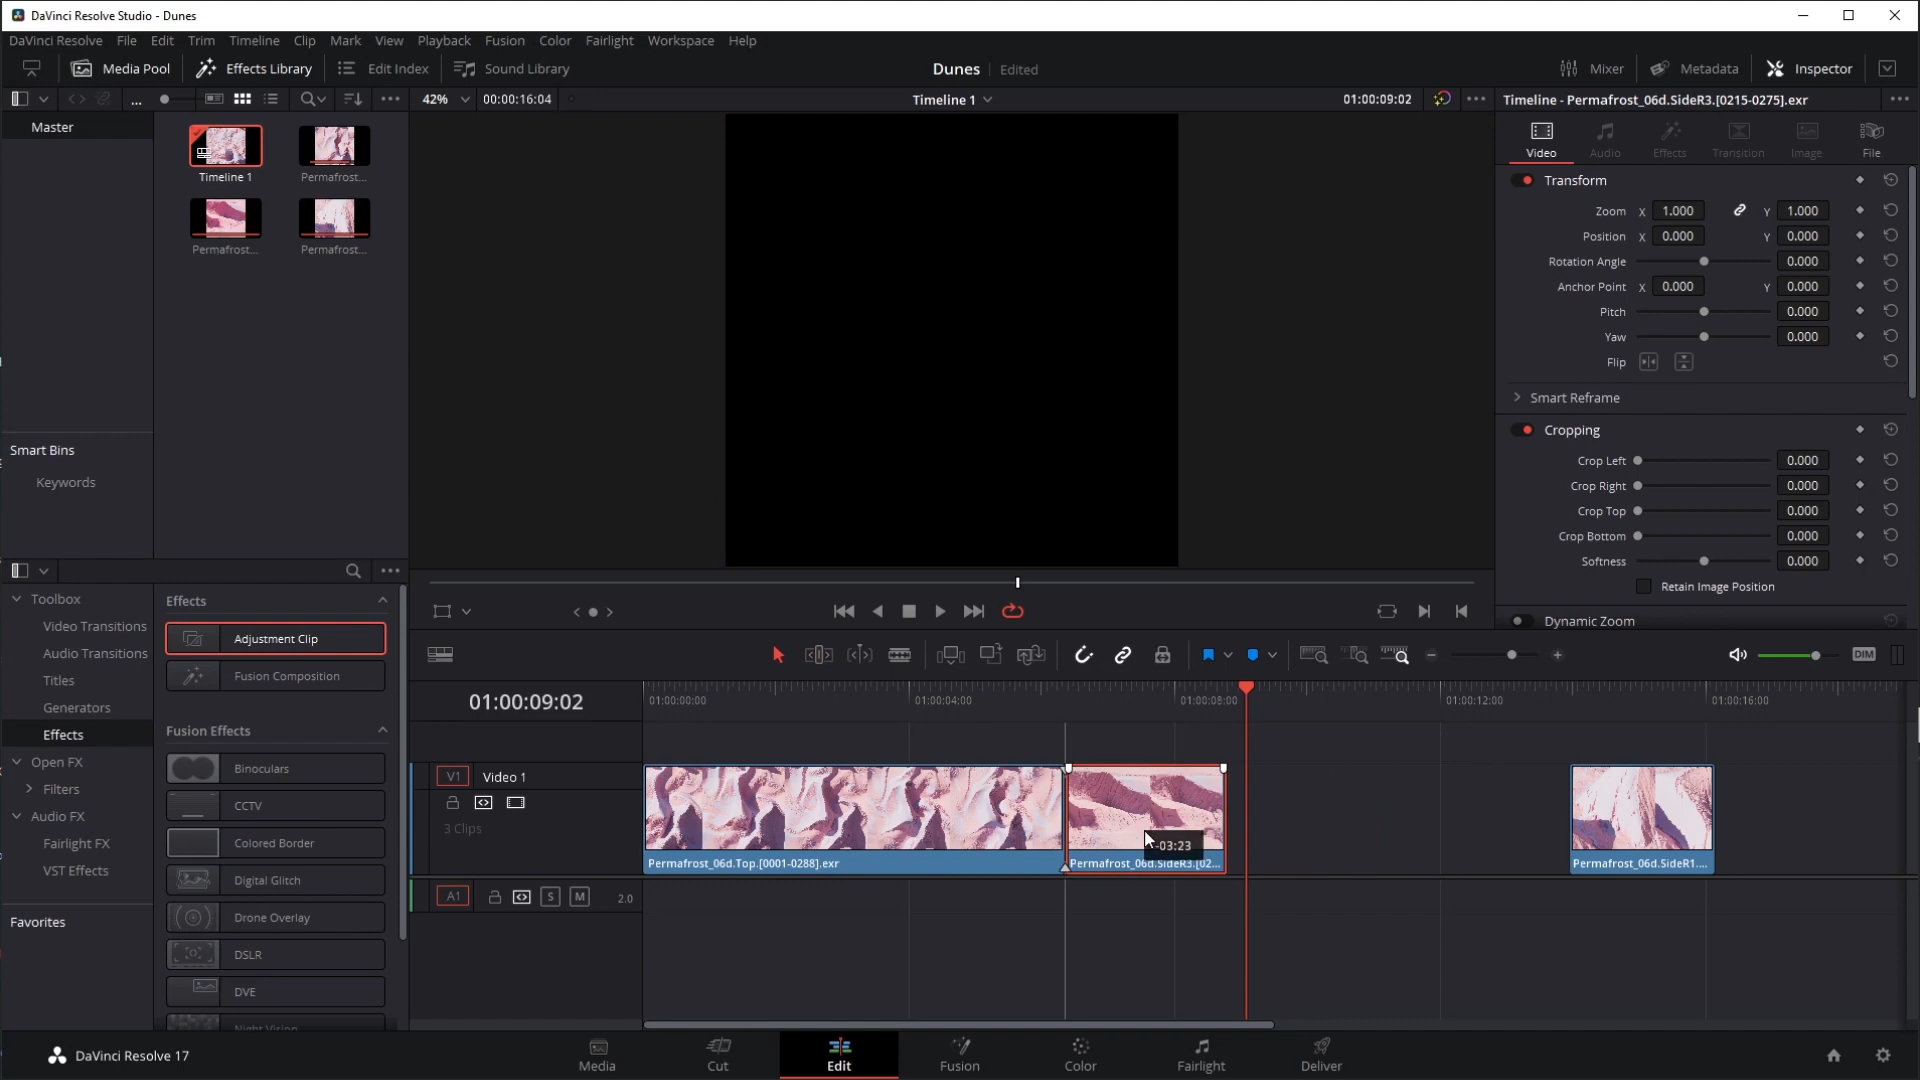 DaVinci Resolve Studio - Dunes
DaVinci Resolve File Edit Trim Timeline Clip Mark View Playback Fusion Color Fairlight Workspace Help
Media Pool Effects Library Edit Index Sound Library Dunes Edited Mixer Metadata Inspector
... 42% 00:00:16:04 Timeline 1 01:00:09:02 Timeline - Permafrost_06d.SideR3.[0215-0275].exr
Master
Timeline 1 Permafrost...
Permafrost... Permafrost...
Smart Bins
Keywords
Video Audio Effects Transition Image File
Transform
Zoom X 1.000 Y 1.000
Position X 0.000 Y 0.000
Rotation Angle 0.000
Anchor Point X 0.000 Y 0.000
Pitch 0.000
Yaw 0.000
Flip
Smart Reframe
Cropping
Crop Left 0.000
Crop Right 0.000
Crop Top 0.000
Crop Bottom 0.000
Softness 0.000
Retain Image Position
Dynamic Zoom
Toolbox
Video Transitions
Audio Transitions
Titles
Generators
Effects
Open FX
Filters
Audio FX
Fairlight FX
VST Effects
Favorites
Effects
Adjustment Clip
Fusion Composition
Fusion Effects
Binoculars
CCTV
Colored Border
Digital Glitch
Drone Overlay
DSLR
DVE
Night Vision
DIM
01:00:09:02 01:00:00:00 01:00:04:00 01:00:08:00 01:00:12:00 01:00:16:00
V1 Video 1
3 Clips
-03:23
Permafrost_06d.Top.[0001-0288].exr Permafrost_06d.SideR3.[02... Permafrost_06d.SideR1....
A1 S M 2.0
DaVinci Resolve 17 Media Cut Edit Fusion Color Fairlight Deliver